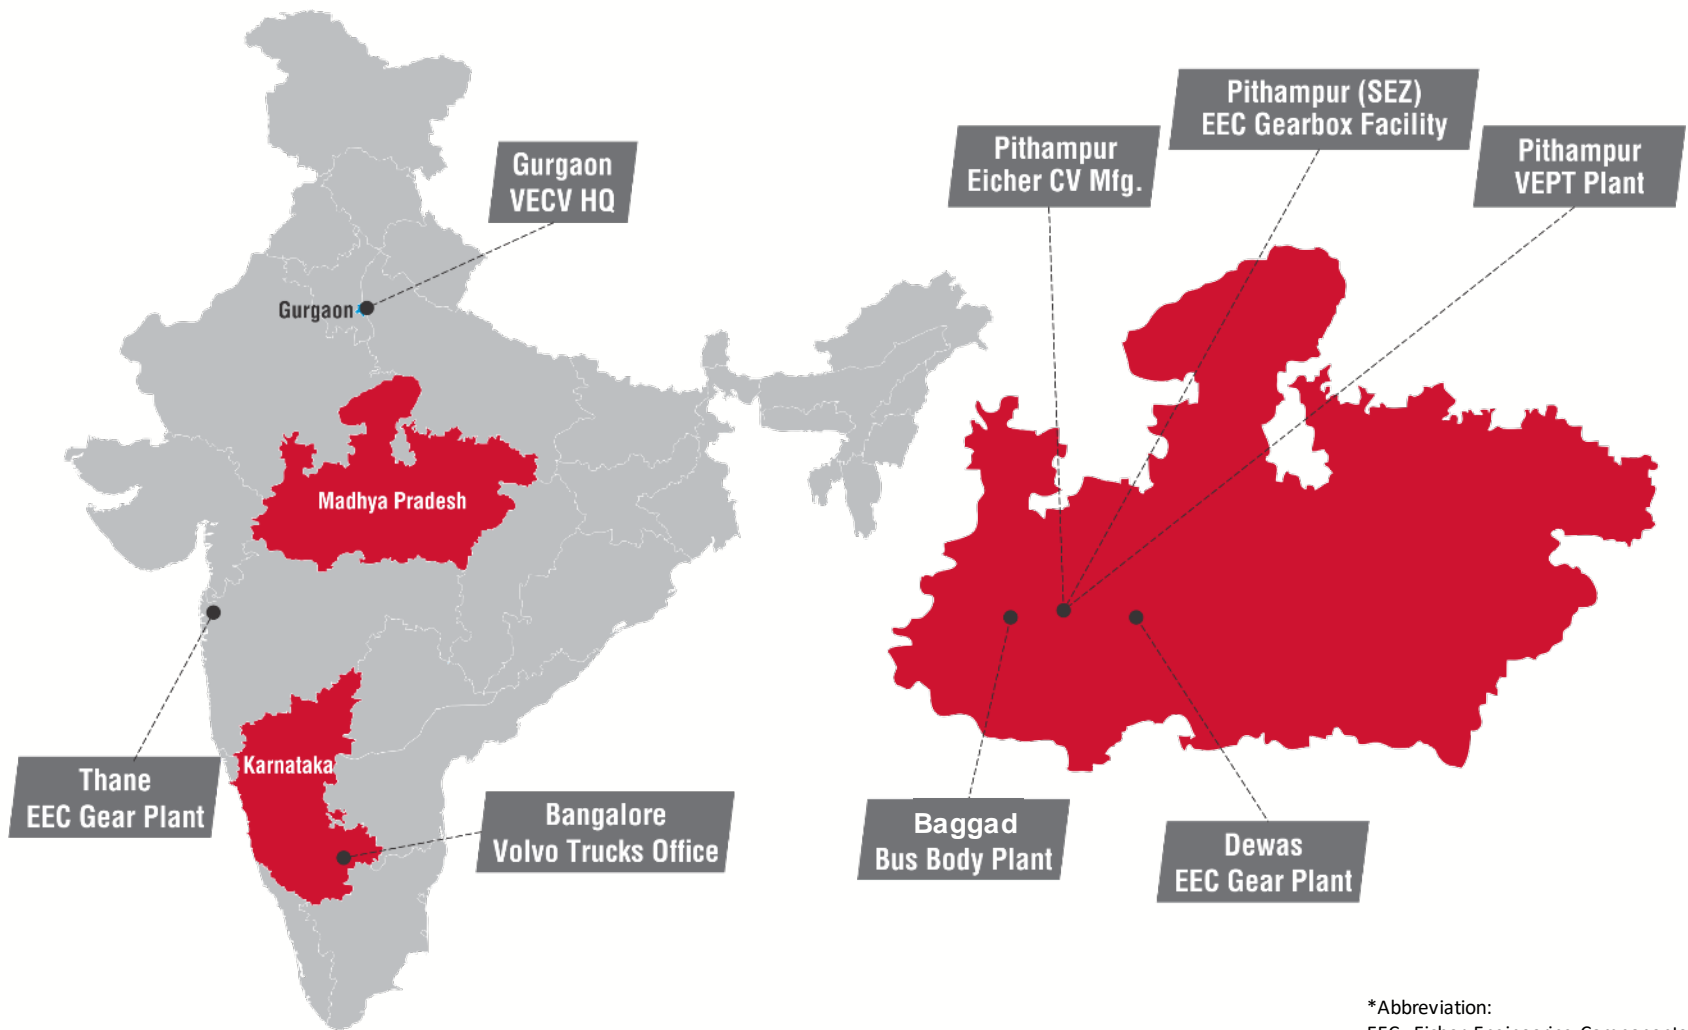 Gurgaon
VECV HQ
Gurgaon
Madhya Pradesh
Karnataka
Thane
EEC Gear Plant
Bangalore
Volvo Trucks Office
Pithampur
Eicher CV Mfg.
Pithampur (SEZ)
EEC Gearbox Facility
Pithampur
VEPT Plant
Baggad
Bus Body Plant
Dewas
EEC Gear Plant
*Abbreviation: